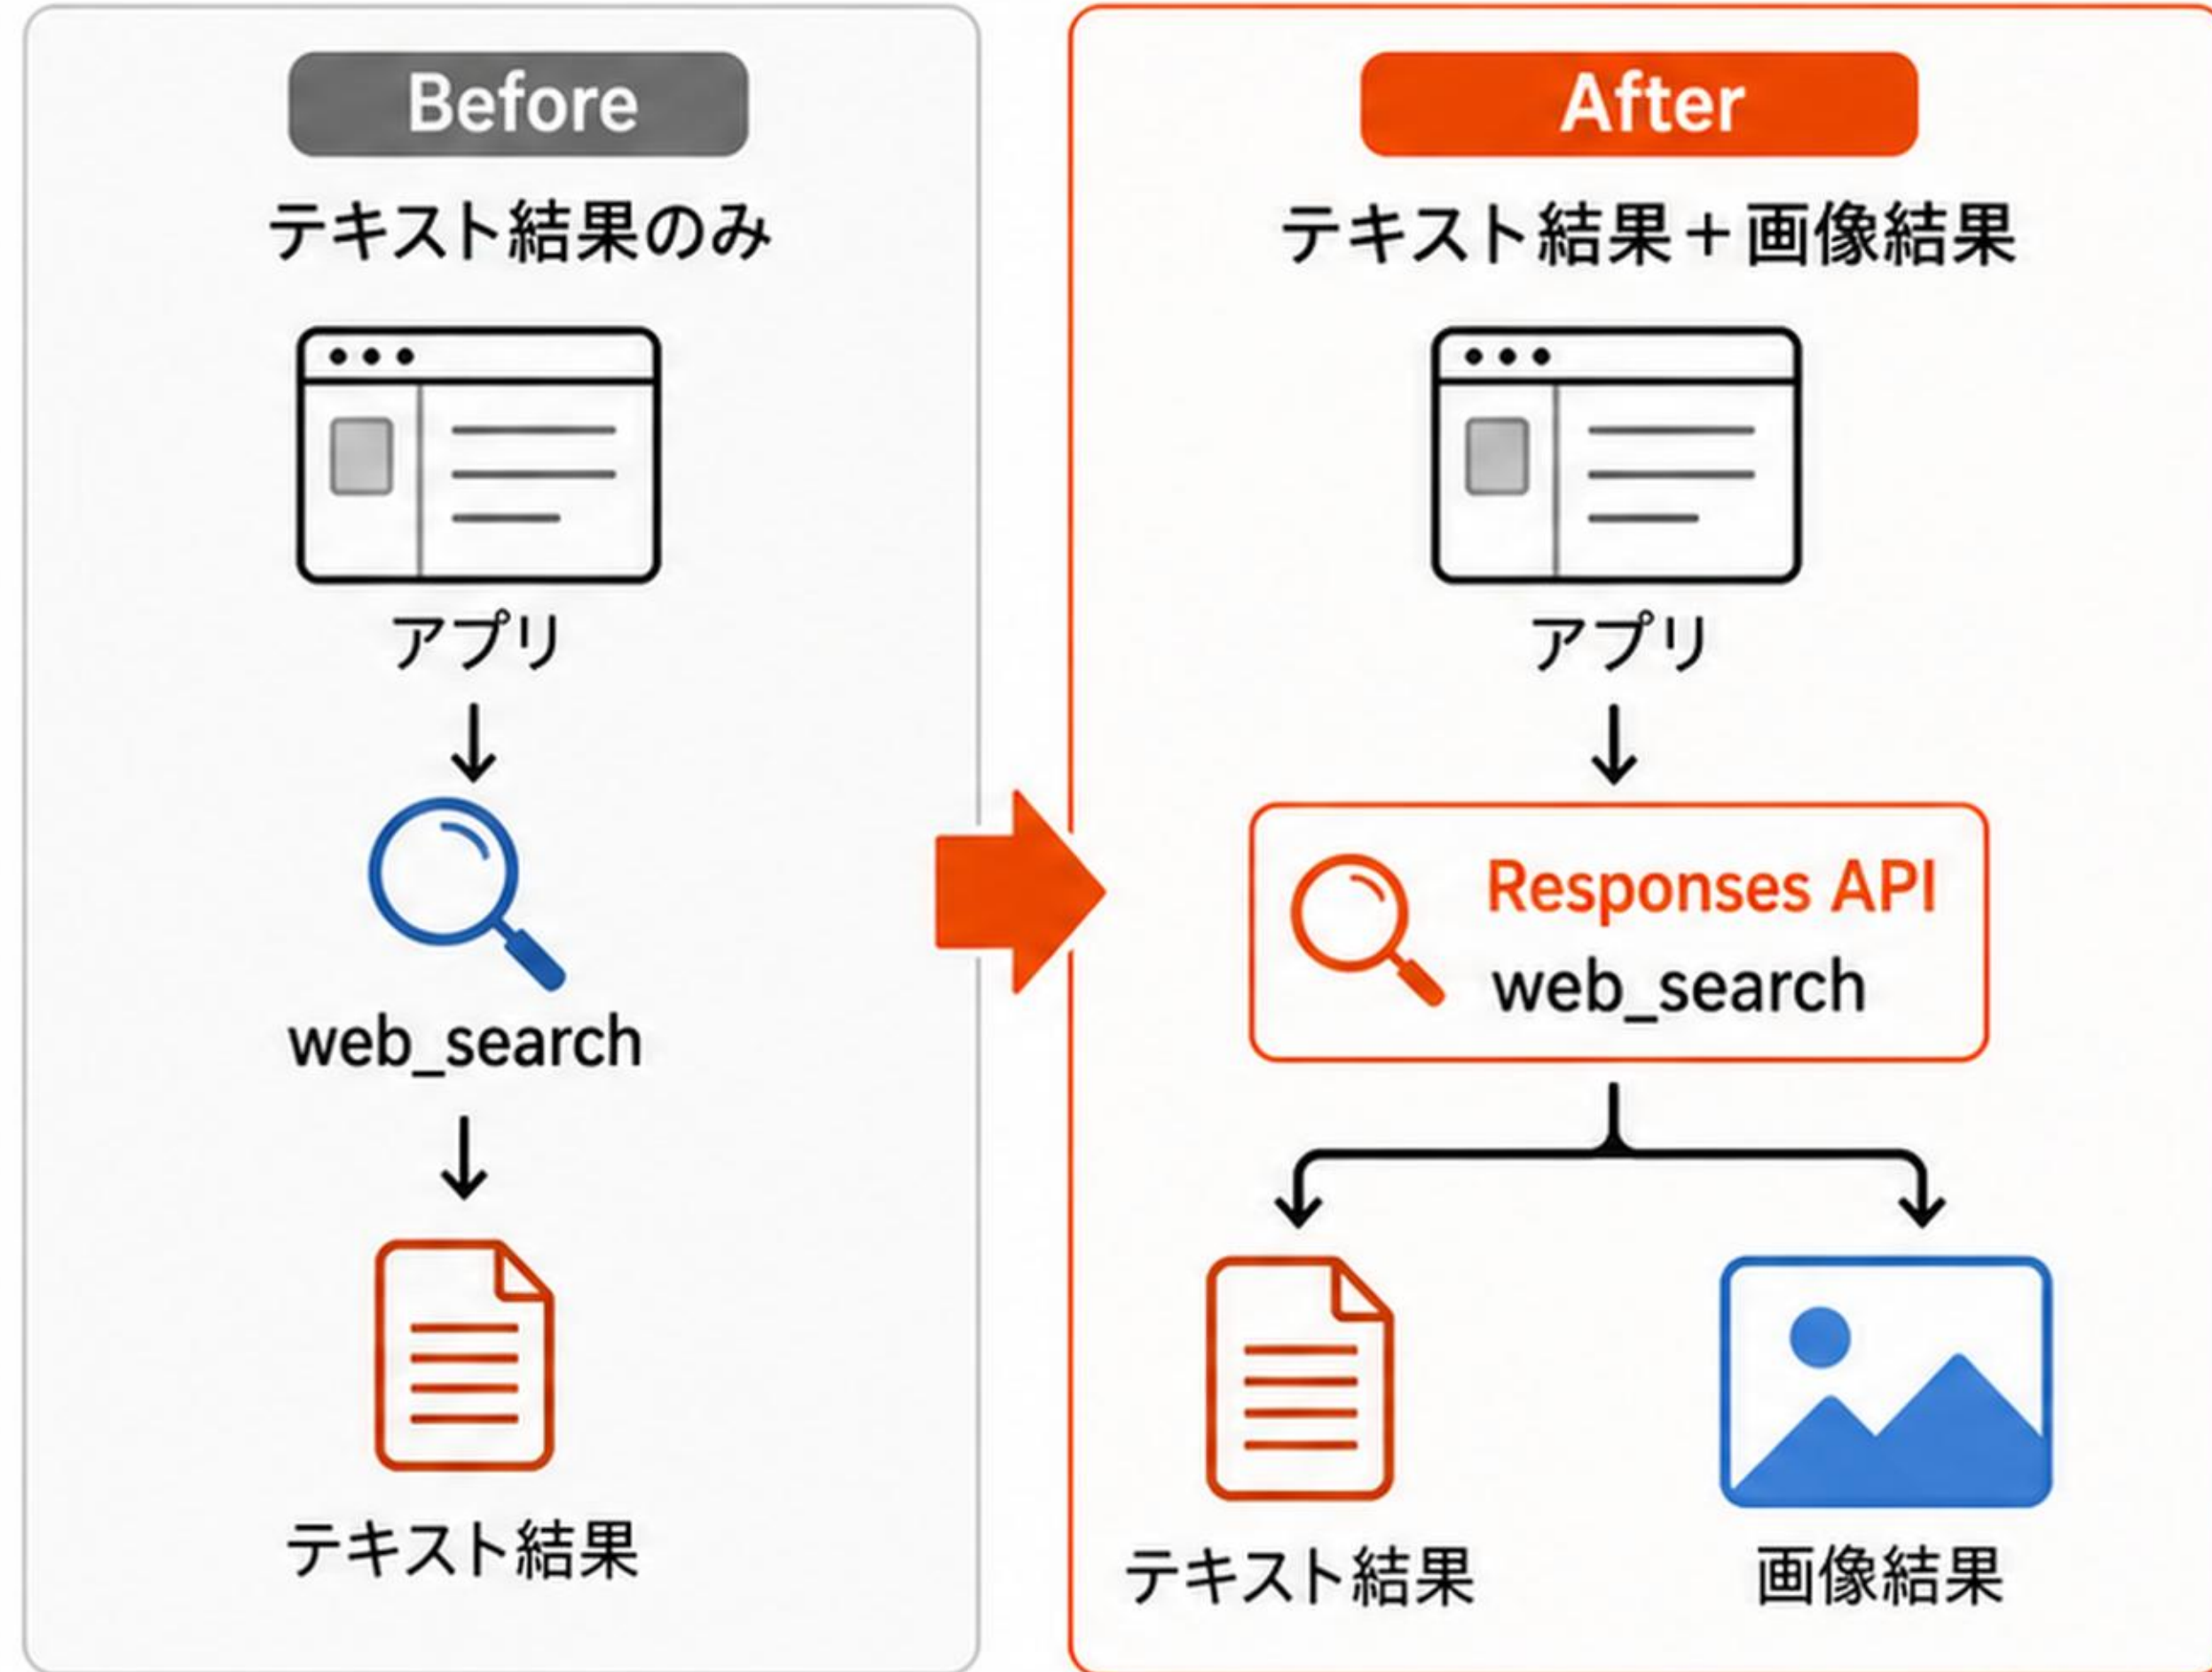 Before
テキスト結果のみ
アプリ
web_search
テキスト結果
After
テキスト結果＋画像結果
アプリ
Responses API
web_search
テキスト結果
画像結果